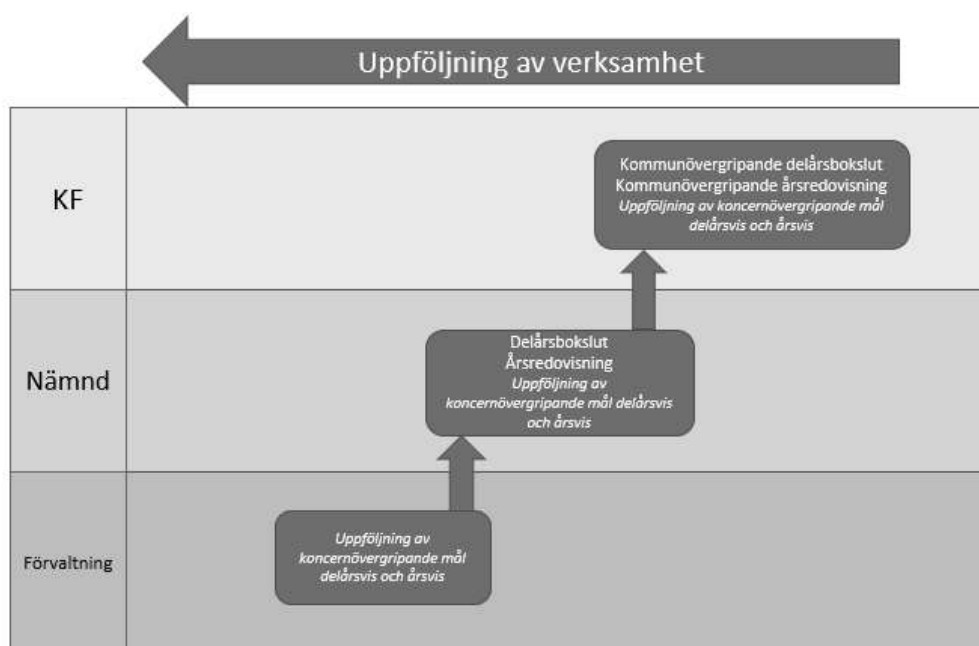 Uppföljning av verksamhet
KF
Kommunövergripande delårsbokslut
Kommunövergripande årsredovisning
Uppföljning av koncernövergripande mål
delårsvis och årsvis
Nämnd
Delårsbokslut
Årsredovisning
Uppföljning av
koncernövergripande mål delårsvis
och årsvis
Förvaltning
Uppföljning av
koncernövergripande mål
delårsvis och årsvis